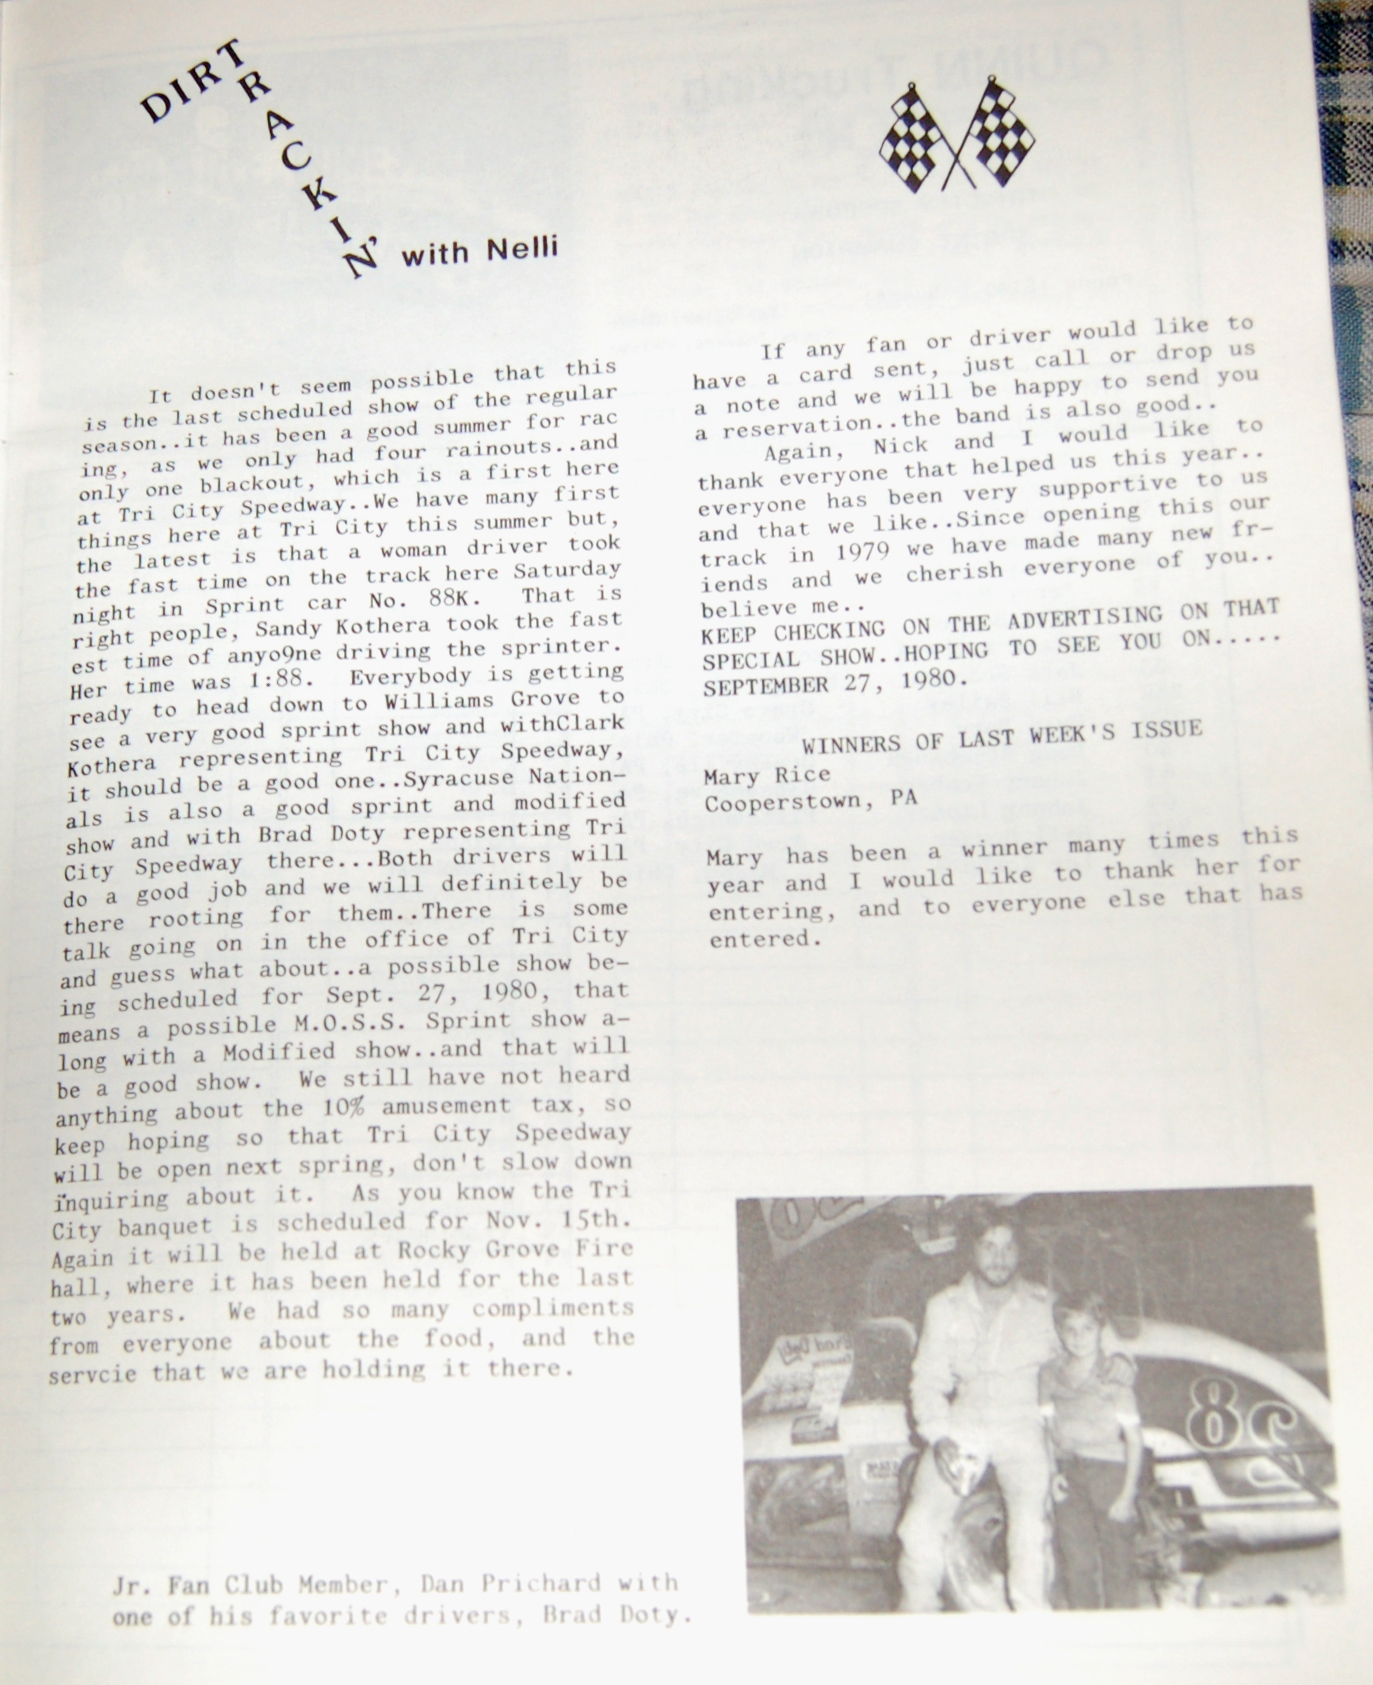 DIRT TRACKIN' with Nelli
It doesn't seem possible that this
is the last scheduled show of the regular
season..it has been a good summer for rac
ing, as we only had four rainouts..and
only one blackout, which is a first here
at Tri City Speedway..We have many first
things here at Tri City this summer but,
the latest is that a woman driver took
the fast time on the track here Saturday
night in Sprint car No. 88K. That is
right people, Sandy Kothera took the fast
est time of anyo9ne driving the sprinter.
Her time was 1:88. Everybody is getting
ready to head down to Williams Grove to
see a very good sprint show and withClark
Kothera representing Tri City Speedway,
it should be a good one..Syracuse Nation-
als is also a good sprint and modified
show and with Brad Doty representing Tri
City Speedway there...Both drivers will
do a good job and we will definitely be
there rooting for them..There is some
talk going on in the office of Tri City
and guess what about..a possible show be-
ing scheduled for Sept. 27, 1980, that
means a possible M.O.S.S. Sprint show a-
long with a Modified show..and that will
be a good show. We still have not heard
anything about the 10% amusement tax, so
keep hoping so that Tri City Speedway
will be open next spring, don't slow down
inquiring about it. As you know the Tri
City banquet is scheduled for Nov. 15th.
Again it will be held at Rocky Grove Fire
hall, where it has been held for the last
two years. We had so many compliments
from everyone about the food, and the
servcie that we are holding it there.
If any fan or driver would like to
have a card sent, just call or drop us
a note and we will be happy to send you
a reservation..the band is also good..
Again, Nick and I would like to
thank everyone that helped us this year..
everyone has been very supportive to us
and that we like..Since opening this our
track in 1979 we have made many new fr-
iends and we cherish everyone of you..
believe me..
KEEP CHECKING ON THE ADVERTISING ON THAT
SPECIAL SHOW..HOPING TO SEE YOU ON.....
SEPTEMBER 27, 1980.
WINNERS OF LAST WEEK'S ISSUE
Mary Rice
Cooperstown, PA
Mary has been a winner many times this
year and I would like to thank her for
entering, and to everyone else that has
entered.
8c
Jr. Fan Club Member, Dan Prichard with
one of his favorite drivers, Brad Doty.